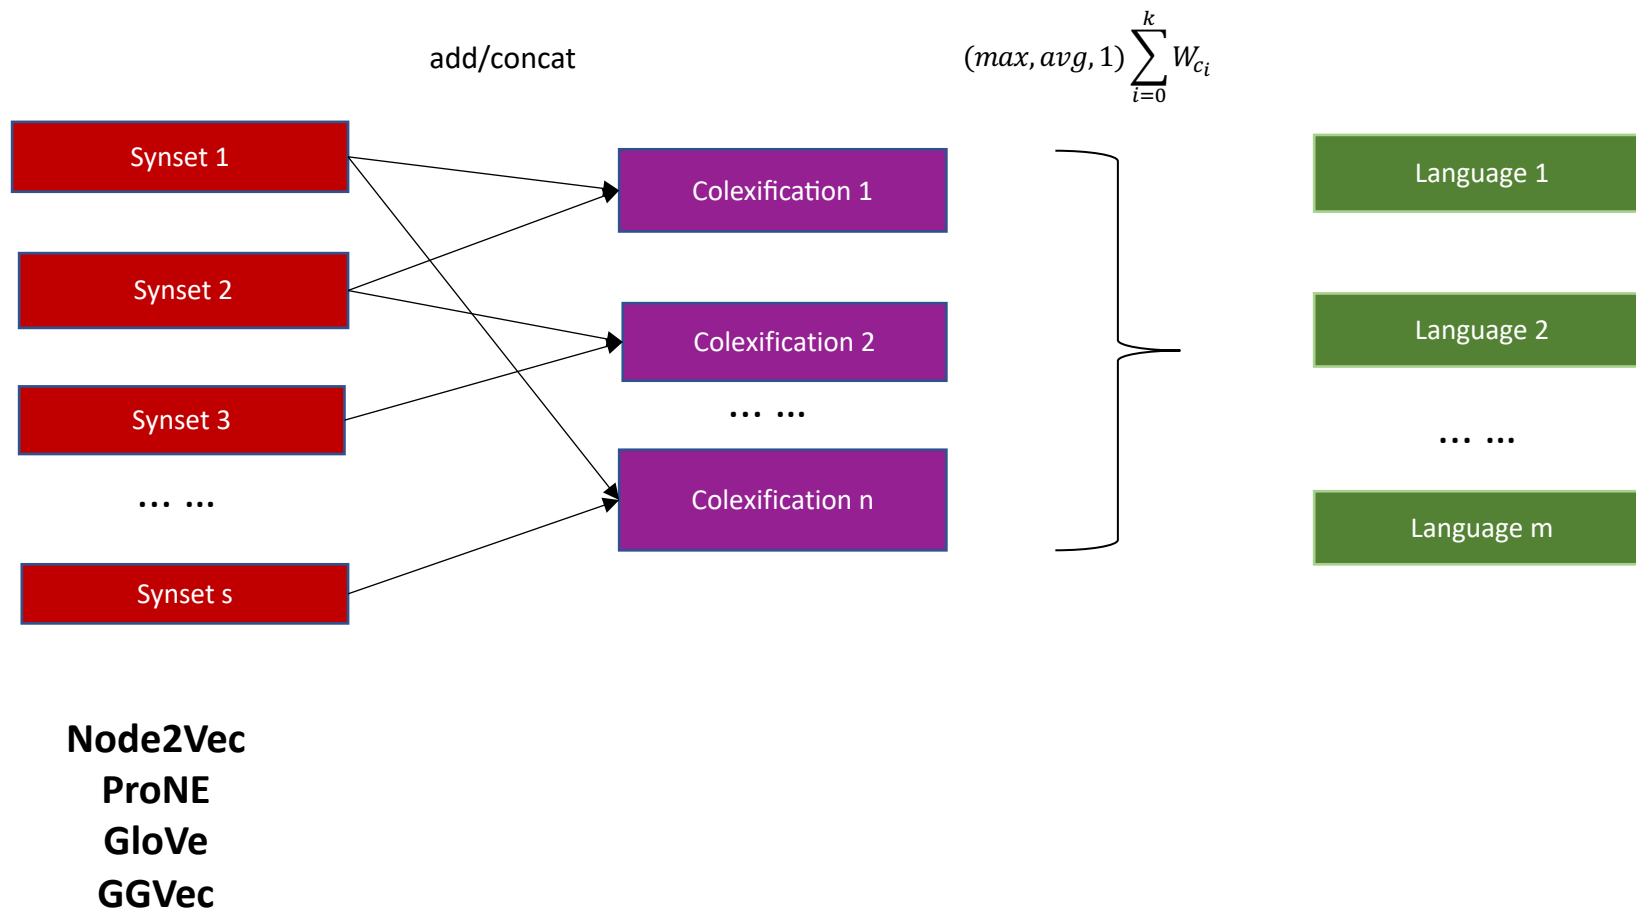 add/concat
(max, avg, 1) ∑_{i=0}^{k} W_{c_i}
Synset 1
Synset 2
Synset 3
... ...
Synset s
Colexification 1
Colexification 2
... ...
Colexification n
Language 1
Language 2
... ...
Language m
Node2Vec
ProNE
GloVe
GGVec